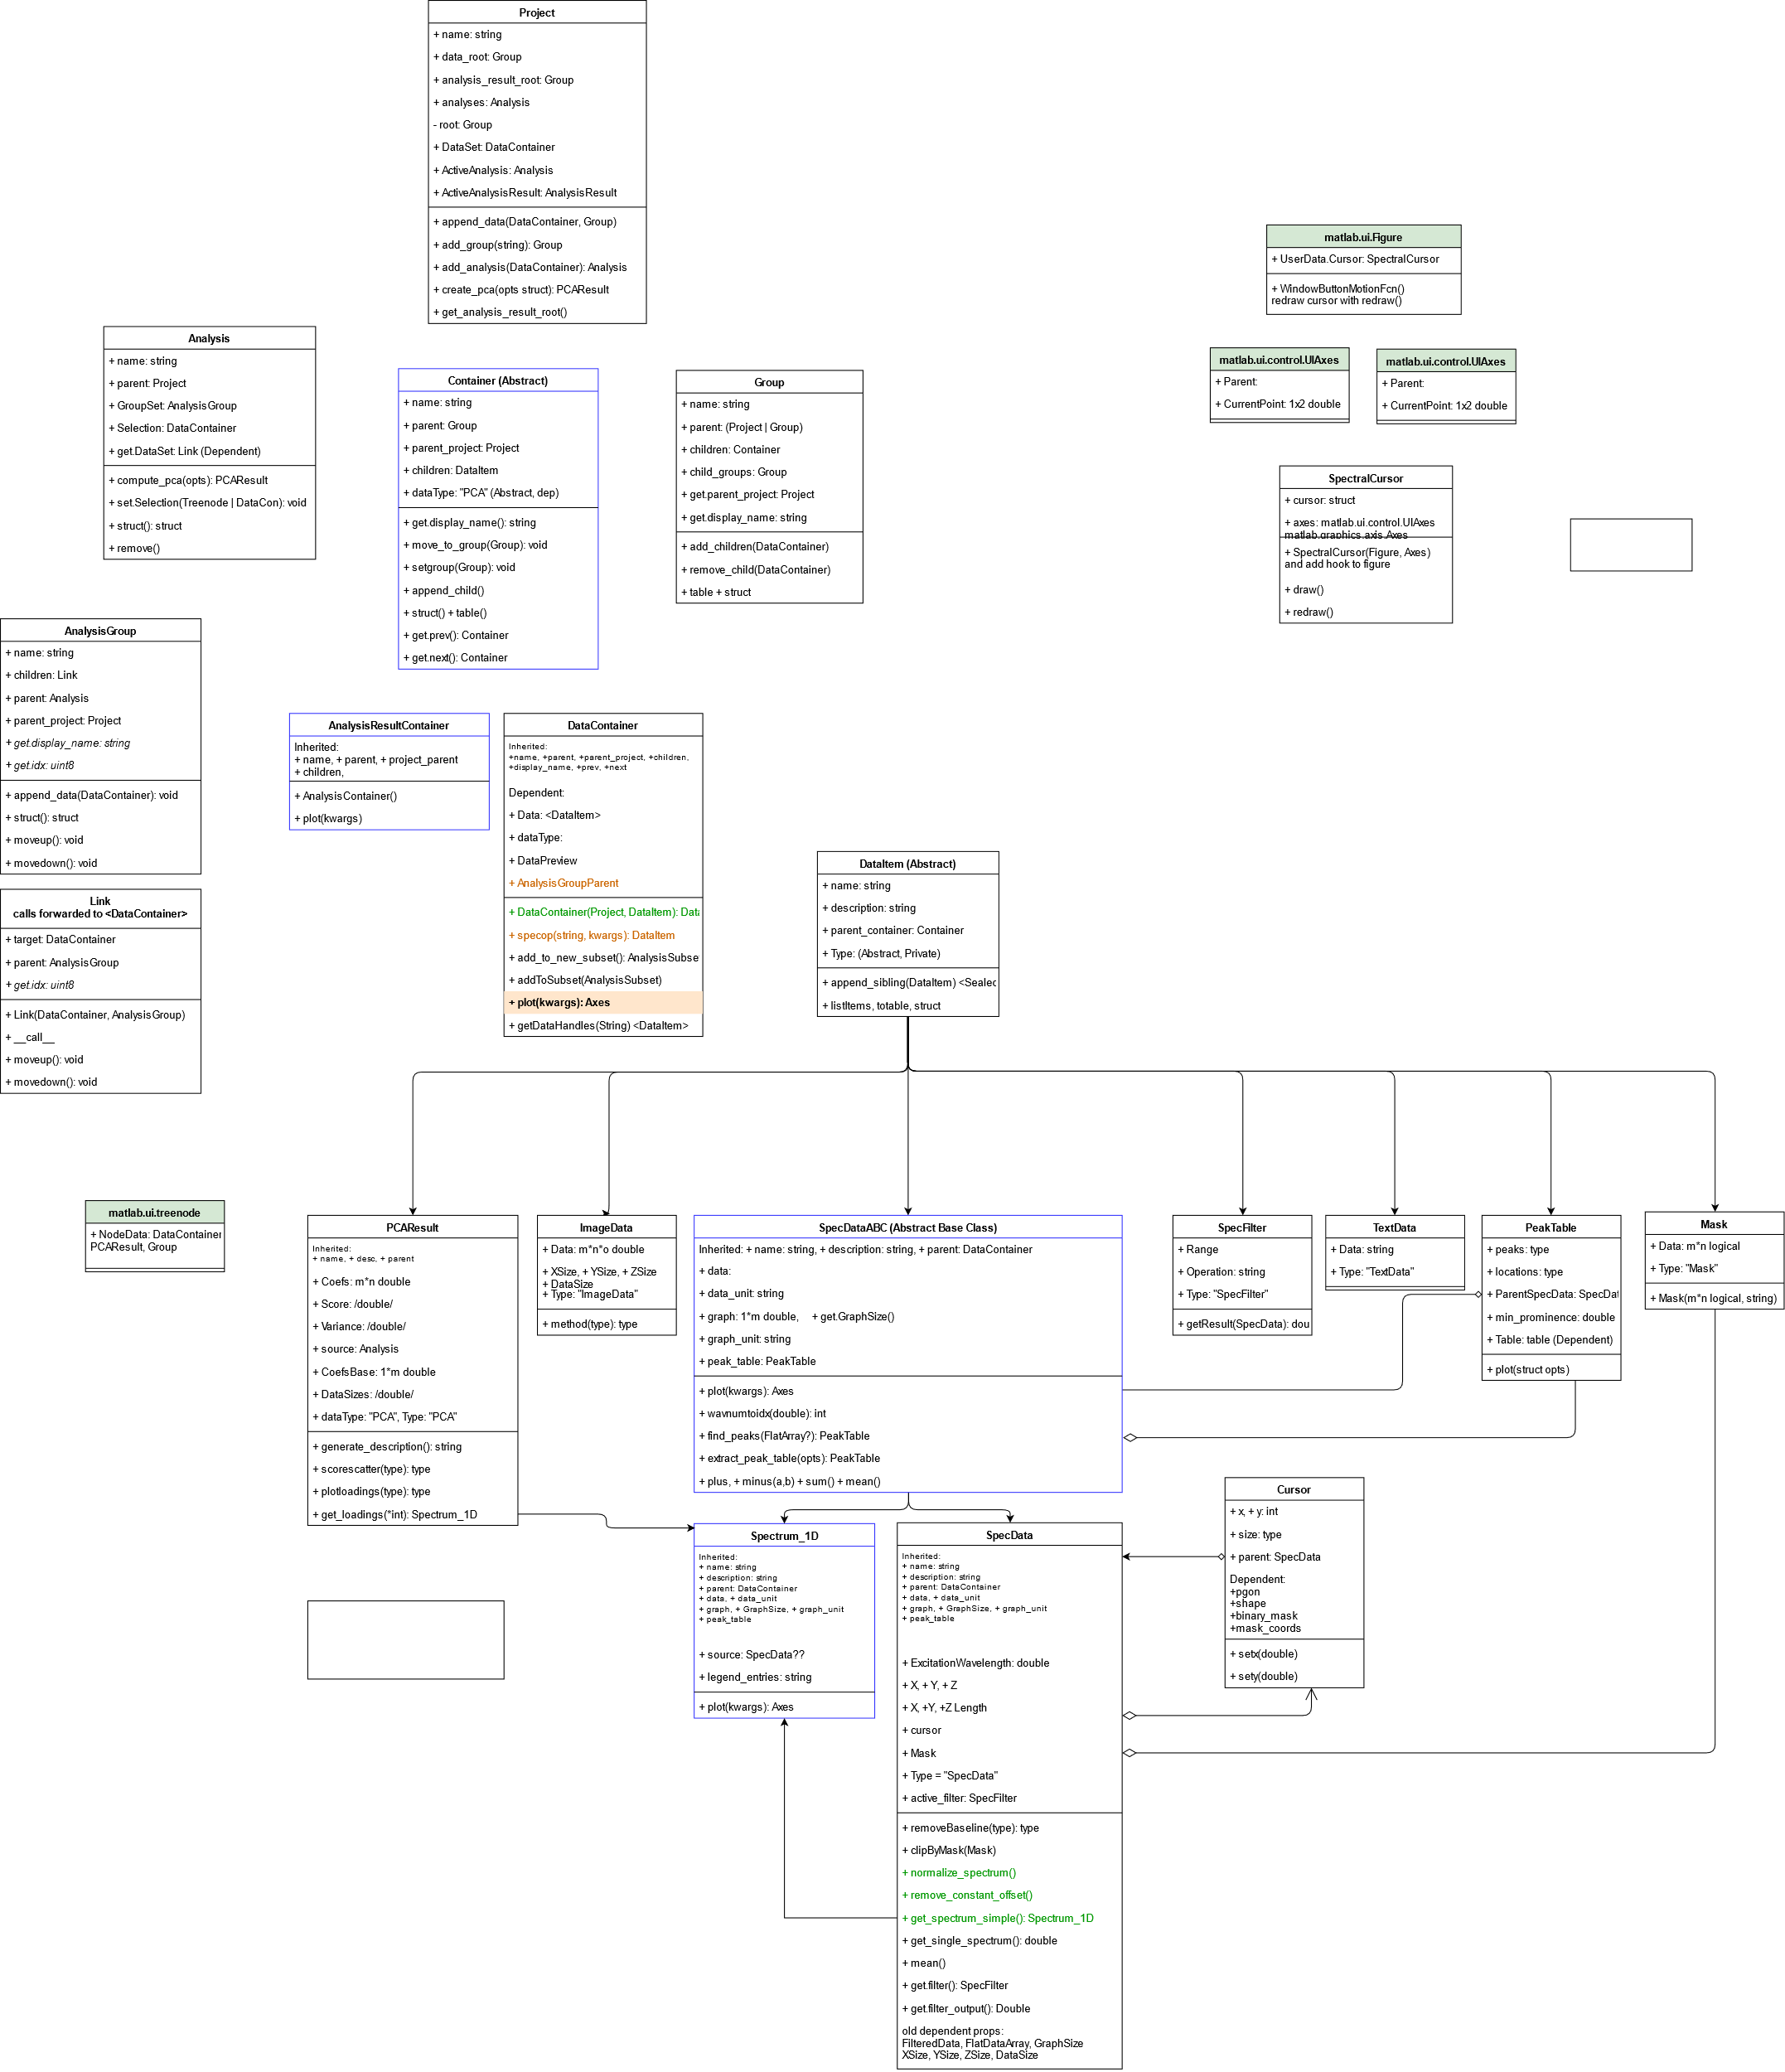 Project
+ name: string
+ data_root: Group
+ analysis_result_root: Group
+ analyses: Analysis
- root: Group
+ DataSet: DataContainer
+ ActiveAnalysis: Analysis
+ ActiveAnalysisResult: AnalysisResult
+ append_data(DataContainer, Group)
+ add_group(string): Group
+ add_analysis(DataContainer): Analysis
+ create_pca(opts struct): PCAResult
+ get_analysis_result_root()
matlab.ui.Figure
+ UserData.Cursor: SpectralCursor
+ WindowButtonMotionFcn()
redraw cursor with redraw()
Analysis
+ name: string
+ parent: Project
+ GroupSet: AnalysisGroup
+ Selection: DataContainer
+ get.DataSet: Link (Dependent)
+ compute_pca(opts): PCAResult
+ set.Selection(Treenode | DataCon): void
+ struct(): struct
+ remove()
Container (Abstract)
+ name: string
+ parent: Group
+ parent_project: Project
+ children: DataItem
+ dataType: "PCA" (Abstract, dep)
+ get.display_name(): string
+ move_to_group(Group): void
+ setgroup(Group): void
+ append_child()
+ struct() + table()
+ get.prev(): Container
+ get.next(): Container
Group
+ name: string
+ parent: (Project | Group)
+ children: Container
+ child_groups: Group
+ get.parent_project: Project
+ get.display_name: string
+ add_children(DataContainer)
+ remove_child(DataContainer)
+ table + struct
matlab.ui.control.UIAxes
+ Parent:
+ CurrentPoint: 1x2 double
matlab.ui.control.UIAxes
+ Parent:
+ CurrentPoint: 1x2 double
SpectralCursor
+ cursor: struct
+ axes: matlab.ui.control.UIAxes
matlab.graphics.axis.Axes
+ SpectralCursor(Figure, Axes)
and add hook to figure
+ draw()
+ redraw()
AnalysisGroup
+ name: string
+ children: Link
+ parent: Analysis
+ parent_project: Project
+ get.display_name: string
+ get.idx: uint8
+ append_data(DataContainer): void
+ struct(): struct
+ moveup(): void
+ movedown(): void
Link
calls forwarded to <DataContainer>
+ target: DataContainer
+ parent: AnalysisGroup
+ get.idx: uint8
+ Link(DataContainer, AnalysisGroup)
+ __call__
+ moveup(): void
+ movedown(): void
AnalysisResultContainer
Inherited:
+ name, + parent, + project_parent
+ children,
+ AnalysisContainer()
+ plot(kwargs)
DataContainer
Inherited:
+name, +parent, +parent_project, +children,
+display_name, +prev, +next
Dependent:
+ Data: <DataItem>
+ dataType:
+ DataPreview
+ AnalysisGroupParent
+ DataContainer(Project, DataItem): Data
+ specop(string, kwargs): DataItem
+ add_to_new_subset(): AnalysisSubse
+ addToSubset(AnalysisSubset)
+ plot(kwargs): Axes
+ getDataHandles(String) <DataItem>
DataItem (Abstract)
+ name: string
+ description: string
+ parent_container: Container
+ Type: (Abstract, Private)
+ append_sibling(DataItem) <Sealed
+ listItems, totable, struct
matlab.ui.treenode
+ NodeData: DataContainer
PCAResult, Group
PCAResult
Inherited:
+ name, + desc, + parent
+ Coefs: m*n double
+ Score: /double/
+ Variance: /double/
+ source: Analysis
+ CoefsBase: 1*m double
+ DataSizes: /double/
+ dataType: "PCA", Type: "PCA"
+ generate_description(): string
+ scorescatter(type): type
+ plotloadings(type): type
+ get_loadings(*int): Spectrum_1D
ImageData
+ Data: m*n*o double
+ XSize, + YSize, + ZSize
+ DataSize
+ Type: "ImageData"
+ method(type): type
SpecDataABC (Abstract Base Class)
Inherited: + name: string, + description: string, + parent: DataContainer
+ data:
+ data_unit: string
+ graph: 1*m double, + get.GraphSize()
+ graph_unit: string
+ peak_table: PeakTable
+ plot(kwargs): Axes
+ wavnumtoidx(double): int
+ find_peaks(FlatArray?): PeakTable
+ extract_peak_table(opts): PeakTable
+ plus, + minus(a,b) + sum() + mean()
SpecFilter
+ Range
+ Operation: string
+ Type: "SpecFilter"
+ getResult(SpecData): dou
TextData
+ Data: string
+ Type: "TextData"
PeakTable
+ peaks: type
+ locations: type
+ ParentSpecData: SpecDat
+ min_prominence: double
+ Table: table (Dependent)
+ plot(struct opts)
Mask
+ Data: m*n logical
+ Type: "Mask"
+ Mask(m*n logical, string)
Spectrum_1D
Inherited:
+ name: string
+ description: string
+ parent: DataContainer
+ data, + data_unit
+ graph, + GraphSize, + graph_unit
+ peak_table
+ source: SpecData??
+ legend_entries: string
+ plot(kwargs): Axes
SpecData
Inherited:
+ name: string
+ description: string
+ parent: DataContainer
+ data, + data_unit
+ graph, + GraphSize, + graph_unit
+ peak_table
+ ExcitationWavelength: double
+ X, + Y, + Z
+ X, +Y, +Z Length
+ cursor
+ Mask
+ Type = "SpecData"
+ active_filter: SpecFilter
+ removeBaseline(type): type
+ clipByMask(Mask)
+ normalize_spectrum()
+ remove_constant_offset()
+ get_spectrum_simple(): Spectrum_1D
+ get_single_spectrum(): double
+ mean()
+ get.filter(): SpecFilter
+ get.filter_output(): Double
old dependent props:
FilteredData, FlatDataArray, GraphSize
XSize, YSize, ZSize, DataSize
Cursor
+ x, + y: int
+ size: type
+ parent: SpecData
Dependent:
+pgon
+shape
+binary_mask
+mask_coords
+ setx(double)
+ sety(double)